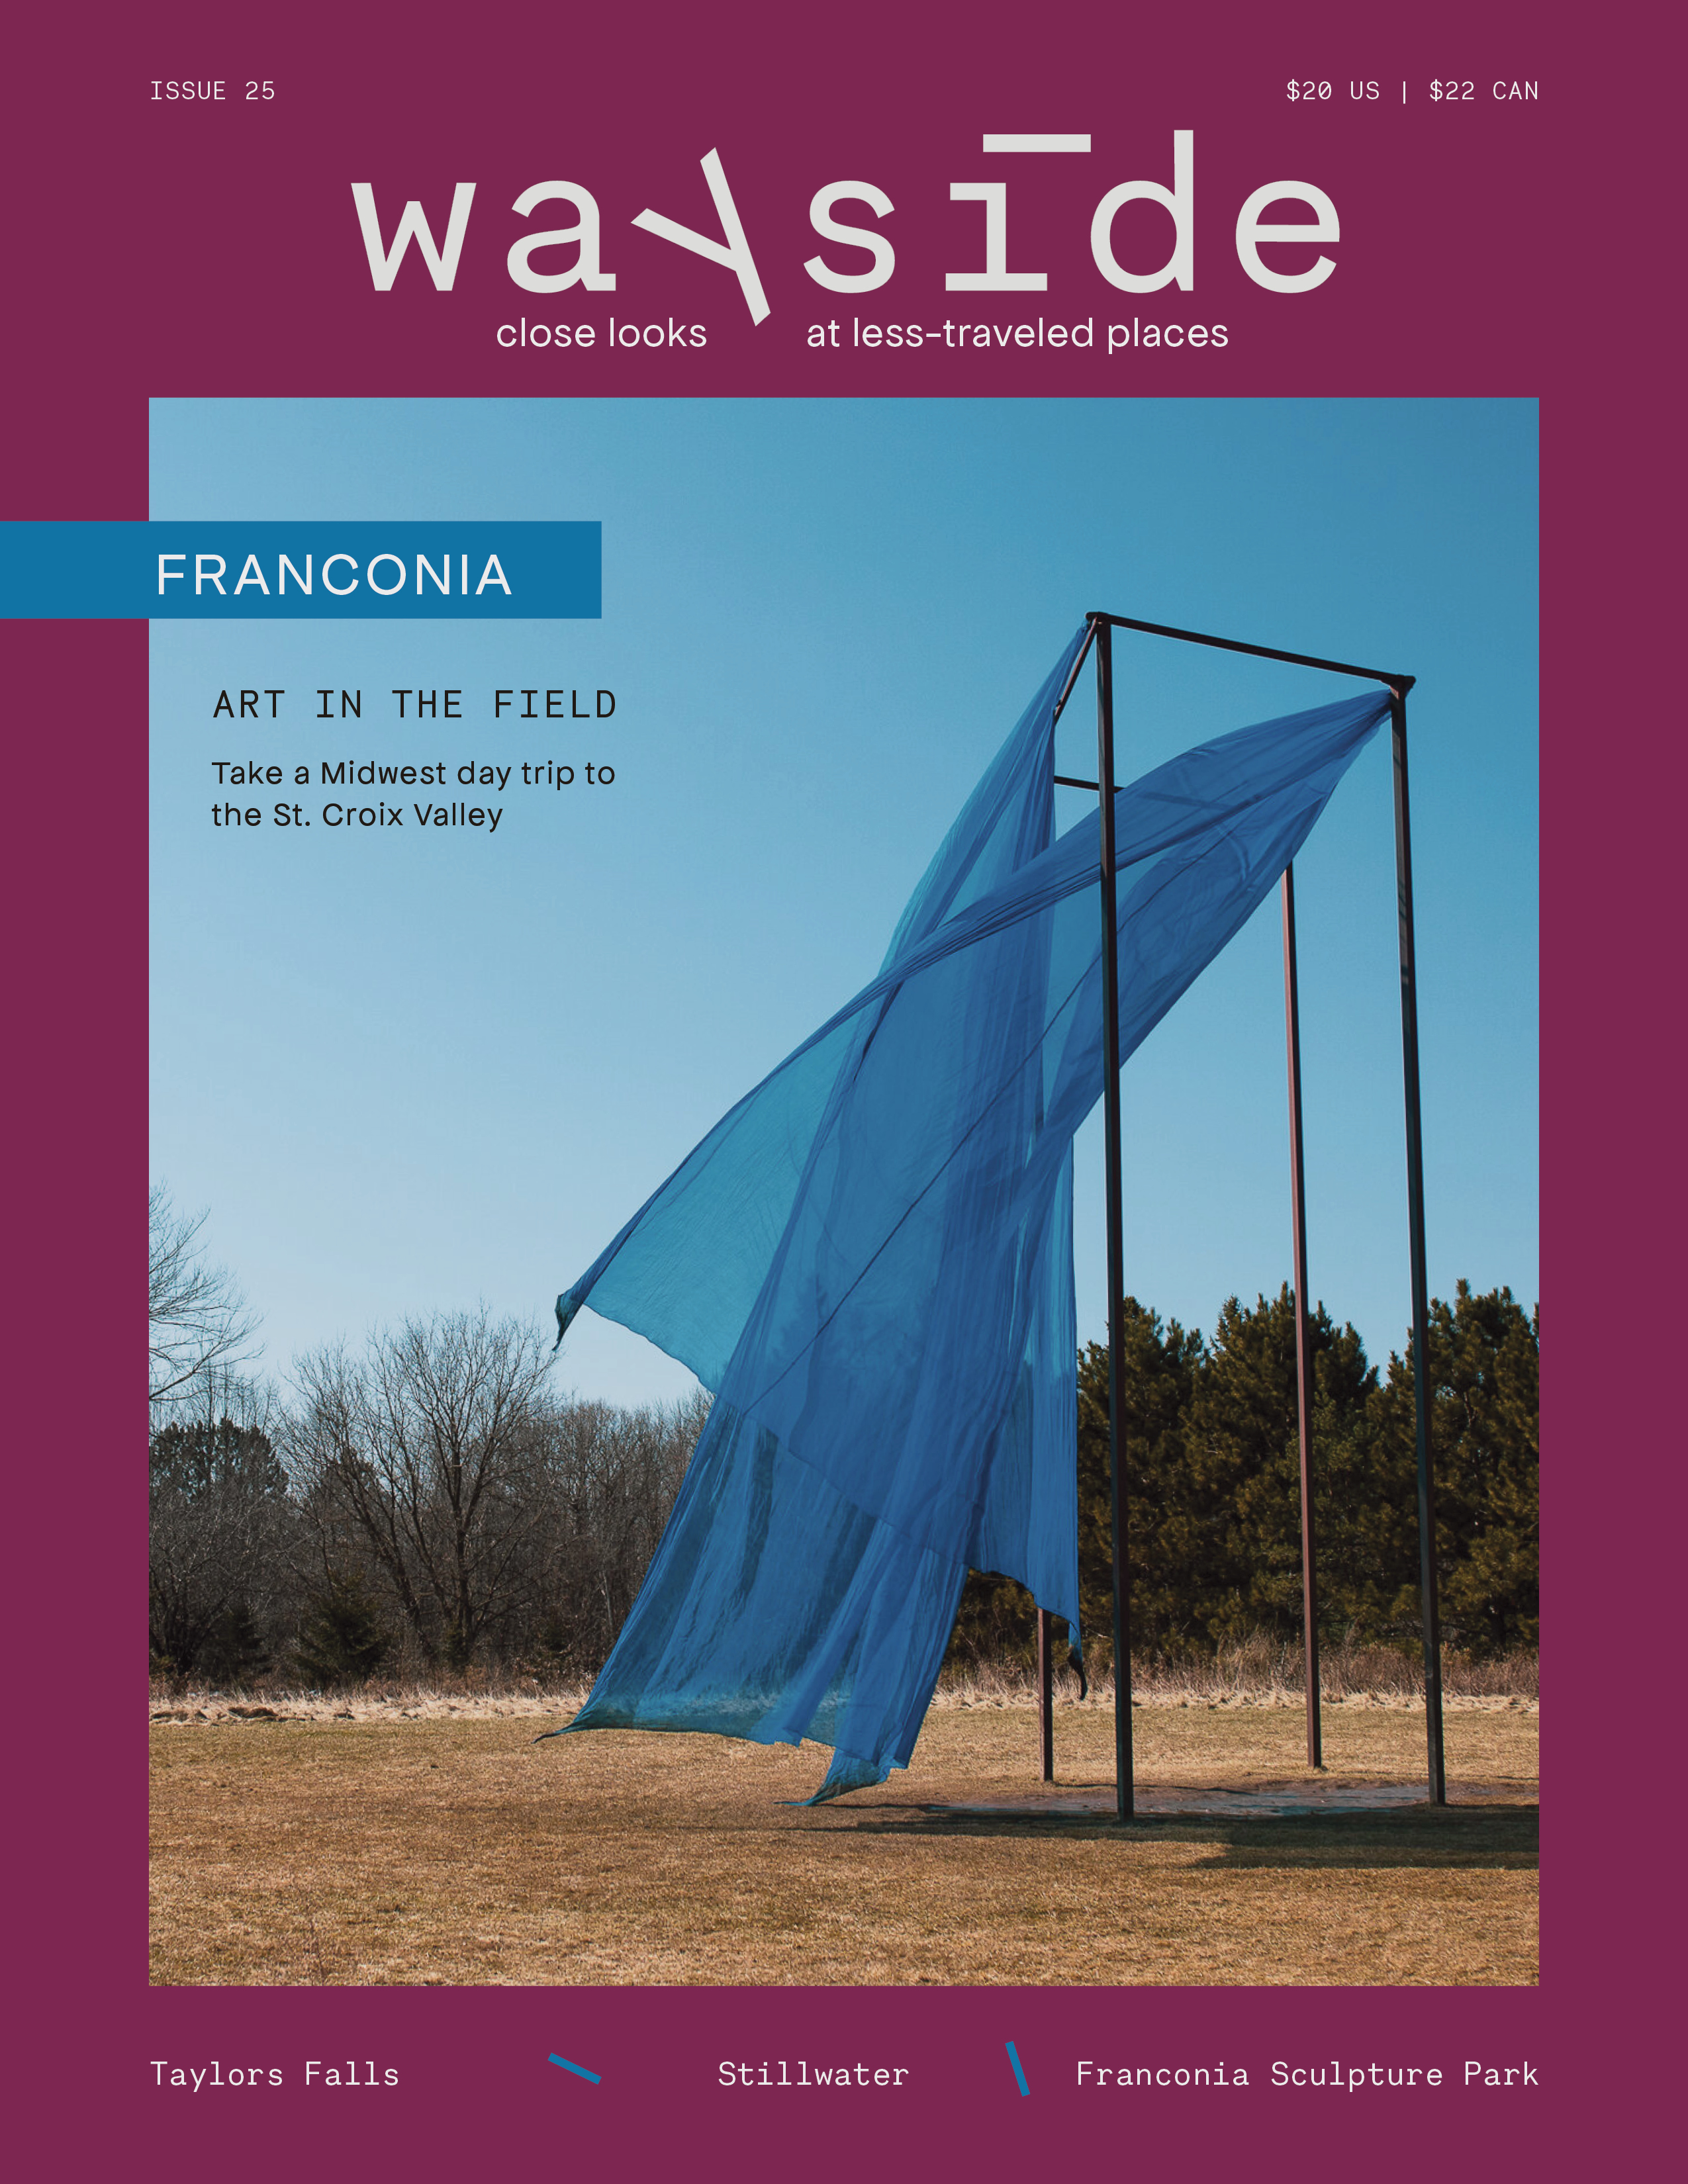 ISSUE 25
$20 US | $22 CAN
wayside
close looks at less-traveled places
FRANCONIA
ART IN THE FIELD
Take a Midwest day trip to
the St. Croix Valley
Taylors Falls \ Stillwater \ Franconia Sculpture Park